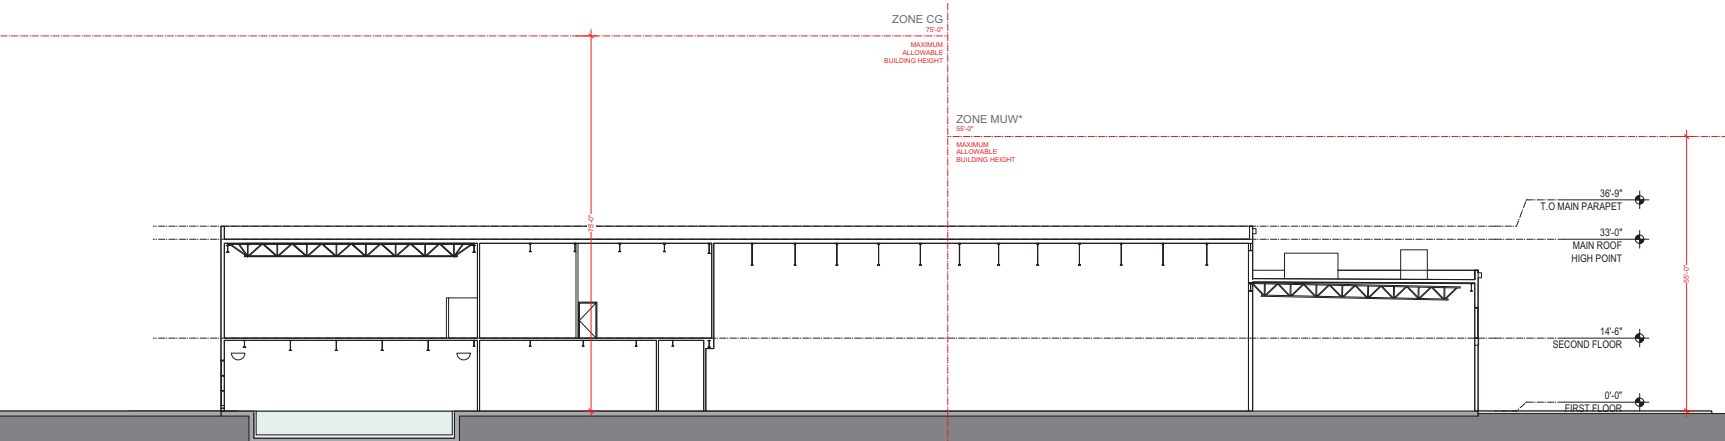 ZONE CG
75'-0"
MAXIMUM
ALLOWABLE
BUILDING HEIGHT
ZONE MUW*
55'-0"
MAXIMUM
ALLOWABLE
BUILDING HEIGHT
36'-9"
T.O MAIN PARAPET
33'-0"
MAIN ROOF
HIGH POINT
75'-0"
55'-0"
14'-6"
SECOND FLOOR
0'-0"
FIRST FLOOR